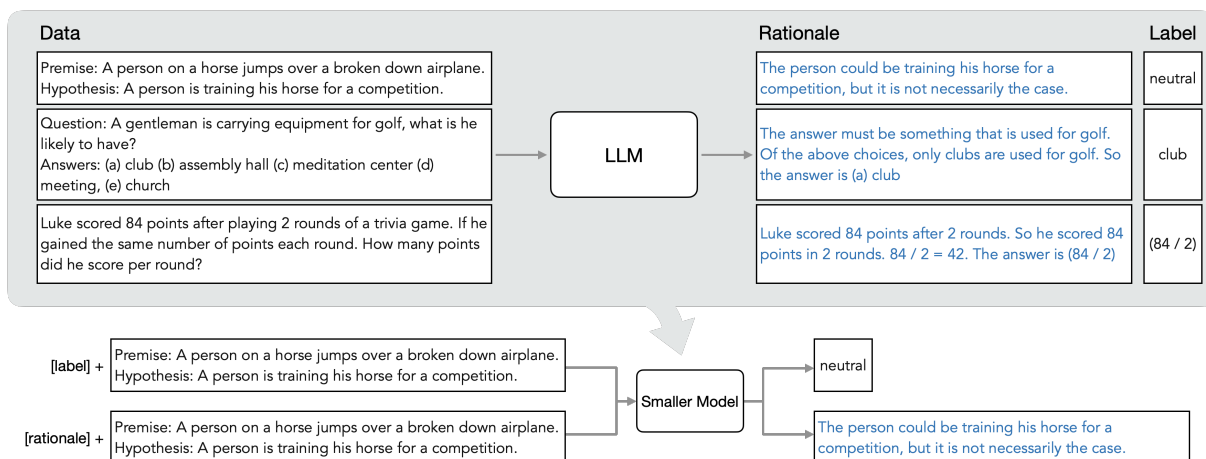 Data
Rationale
Label
Premise: A person on a horse jumps over a broken down airplane.
Hypothesis: A person is training his horse for a competition.
The person could be training his horse for a
competition, but it is not necessarily the case.
neutral
Question: A gentleman is carrying equipment for golf, what is he
likely to have?
Answers: (a) club (b) assembly hall (c) meditation center (d)
meeting, (e) church
LLM
The answer must be something that is used for golf.
Of the above choices, only clubs are used for golf. So
the answer is (a) club
club
Luke scored 84 points after playing 2 rounds of a trivia game. If he
gained the same number of points each round. How many points
did he score per round?
Luke scored 84 points after 2 rounds. So he scored 84
points in 2 rounds. 84 / 2 = 42. The answer is (84 / 2)
(84 / 2)
[label] +
Premise: A person on a horse jumps over a broken down airplane.
Hypothesis: A person is training his horse for a competition.
neutral
Smaller Model
[rationale] +
Premise: A person on a horse jumps over a broken down airplane.
Hypothesis: A person is training his horse for a competition.
The person could be training his horse for a
competition, but it is not necessarily the case.